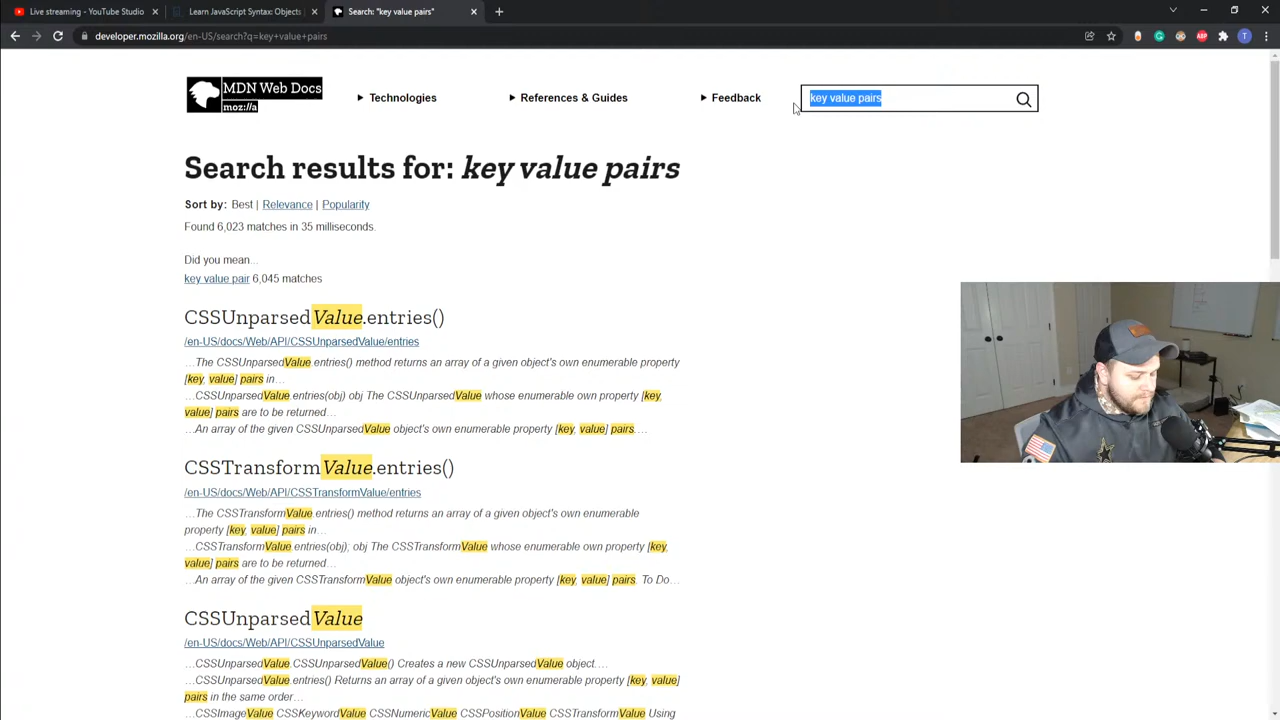 Live streaming - YouTube Studio
Learn JavaScript Syntax: Objects
Search: "key value pairs"
developer.mozilla.org/en-US/search?q=key+value+pairs
MDN Web Docs
moz://a
Technologies
References & Guides
Feedback
key value pairs
Search results for: key value pairs
Sort by: Best | Relevance | Popularity
Found 6,023 matches in 35 milliseconds.
Did you mean...
key value pair 6,045 matches
CSSUnparsedValue.entries()
/en-US/docs/Web/API/CSSUnparsedValue/entries
…The CSSUnparsedValue.entries() method returns an array of a given object's own enumerable property
[key, value] pairs in…
…CSSUnparsedValue.entries(obj) obj The CSSUnparsedValue whose enumerable own property [key,
value] pairs are to be returned…
…An array of the given CSSUnparsedValue object's own enumerable property [key, value] pairs.…
CSSTransformValue.entries()
/en-US/docs/Web/API/CSSTransformValue/entries
…The CSSTransformValue.entries() method returns an array of a given object's own enumerable
property [key, value] pairs in…
…CSSTransformValue.entries(obj); obj The CSSTransformValue whose enumerable own property [key,
value] pairs are to be returned…
…An array of the given CSSTransformValue object's own enumerable property [key, value] pairs. To Do…
CSSUnparsedValue
/en-US/docs/Web/API/CSSUnparsedValue
…CSSUnparsedValue.CSSUnparsedValue() Creates a new CSSUnparsedValue object.…
…CSSUnparsedValue.entries() Returns an array of a given object's own enumerable property [key, value]
pairs in the same order…
…CSSImageValue CSSKeywordValue CSSNumericValue CSSPositionValue CSSTransformValue Using